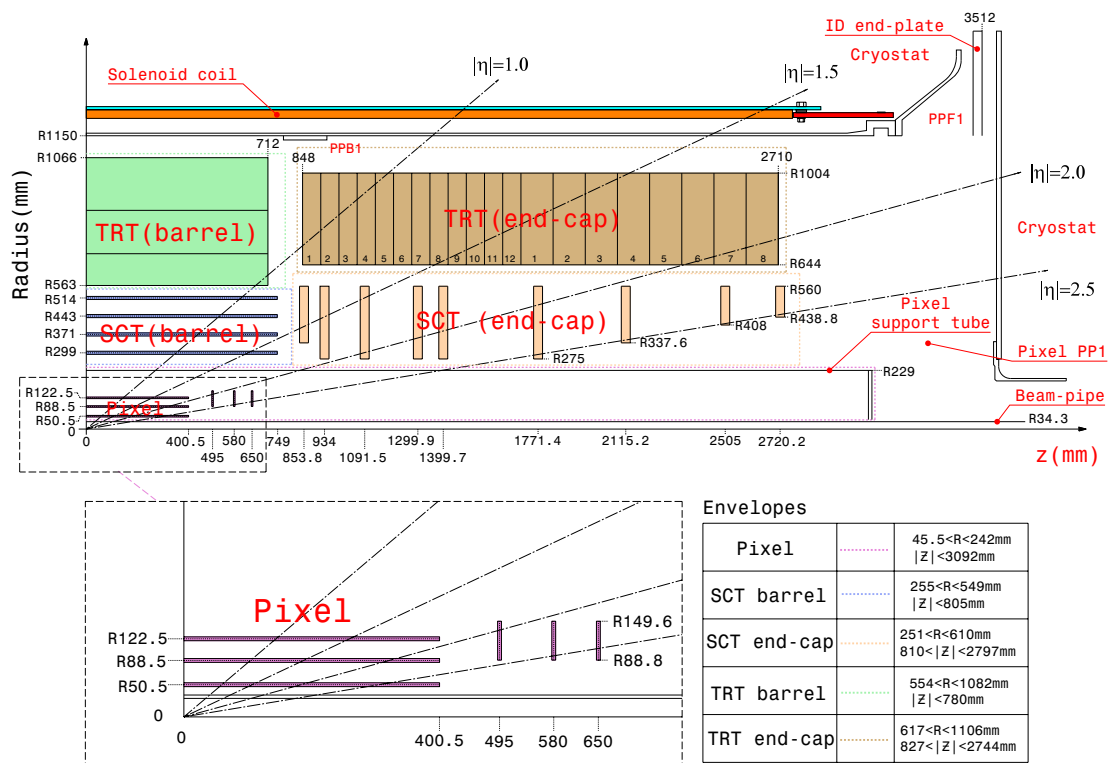 3512
ID end-plate
Cryostat
Solenoid coil
|η|=1.0
|η|=1.5
PPF1
R1150
712
PPB1
R1066
848
2710
R1004
|η|=2.0
TRT(barrel)
TRT(end-cap)
Cryostat
Radius(mm)
1 2 3 4 5 6 7 8 9 10 11 12 1 2 3 4 5 6 7 8
R644
R563
R560
|η|=2.5
R514
R443
SCT(barrel)
SCT (end-cap)
R438.8
R408
Pixel
support tube
R371
R337.6
R299
R275
Pixel PP1
R229
R122.5
R88.5
Pixel
R50.5
Beam-pipe
R34.3
0
0
400.5
495
580
650
749
853.8
934
1091.5
1299.9
1399.7
1771.4
2115.2
2505
2720.2
z(mm)
Pixel
R122.5
R88.5
R50.5
0
R149.6
R88.8
0
400.5
495
580
650
Envelopes
Pixel
45.5<R<242mm
|Z|<3092mm
SCT barrel
255<R<549mm
|Z|<805mm
SCT end-cap
251<R<610mm
810<|Z|<2797mm
TRT barrel
554<R<1082mm
|Z|<780mm
TRT end-cap
617<R<1106mm
827<|Z|<2744mm